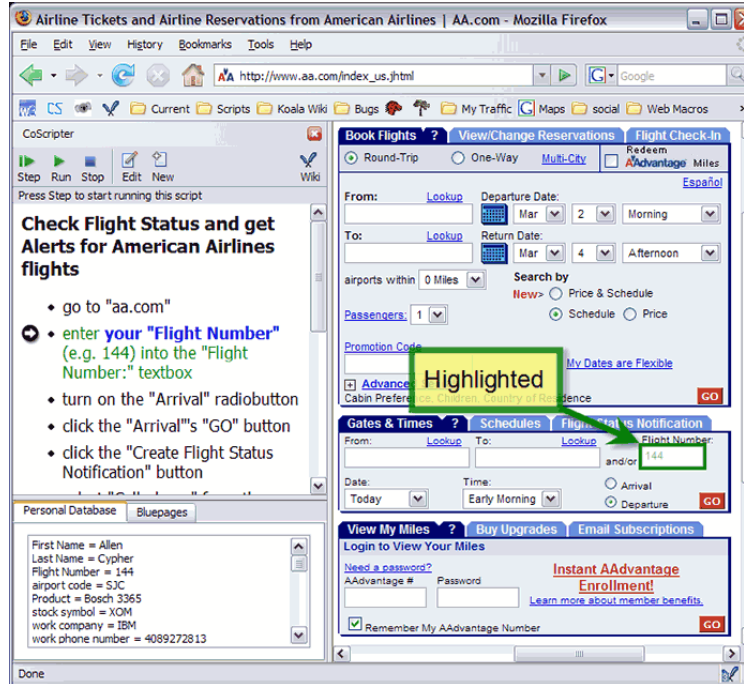 Airline Tickets and Airline Reservations from American Airlines | AA.com - Mozilla Firefox
File Edit View History Bookmarks Tools Help
AA http://www.aa.com/index_us.jhtml
G Google
CS Current Scripts Koala Wiki Bugs My Traffic G Maps social Web Macros
CoScripter
Step Run Stop Edit New Wiki
Press Step to start running this script
Check Flight Status and get
Alerts for American Airlines
flights
• go to "aa.com"
• enter your "Flight Number"
(e.g. 144) into the "Flight
Number:" textbox
• turn on the "Arrival" radiobutton
• click the "Arrival"'s "GO" button
• click the "Create Flight Status
Notification" button
Personal Database Bluepages
First Name = Allen
Last Name = Cypher
Flight Number = 144
airport code = SJC
Product = Bosch 3365
stock symbol = XOM
work company = IBM
work phone number = 4089272813
Book Flights ? View/Change Reservations Flight Check-In
Round-Trip One-Way Multi-City Redeem
AAdvantage Miles
Español
From: Lookup Departure Date:
Mar 2 Morning
To: Lookup Return Date:
Mar 4 Afternoon
airports within 0 Miles Search by
New> Price & Schedule
Passengers: 1 Schedule Price
Promotion Code
My Dates are Flexible
Highlighted
+ Advanced
Cabin Preference, Children, Country of Residence GO
Gates & Times ? Schedules Flight Status Notification
From: Lookup To: Lookup Flight Number:
and/or 144
Date: Time: Arrival
Today Early Morning Departure GO
View My Miles ? Buy Upgrades Email Subscriptions
Login to View Your Miles
Need a password? Instant AAdvantage
AAdvantage # Password Enrollment!
Learn more about member benefits.
Remember My AAdvantage Number GO
Done